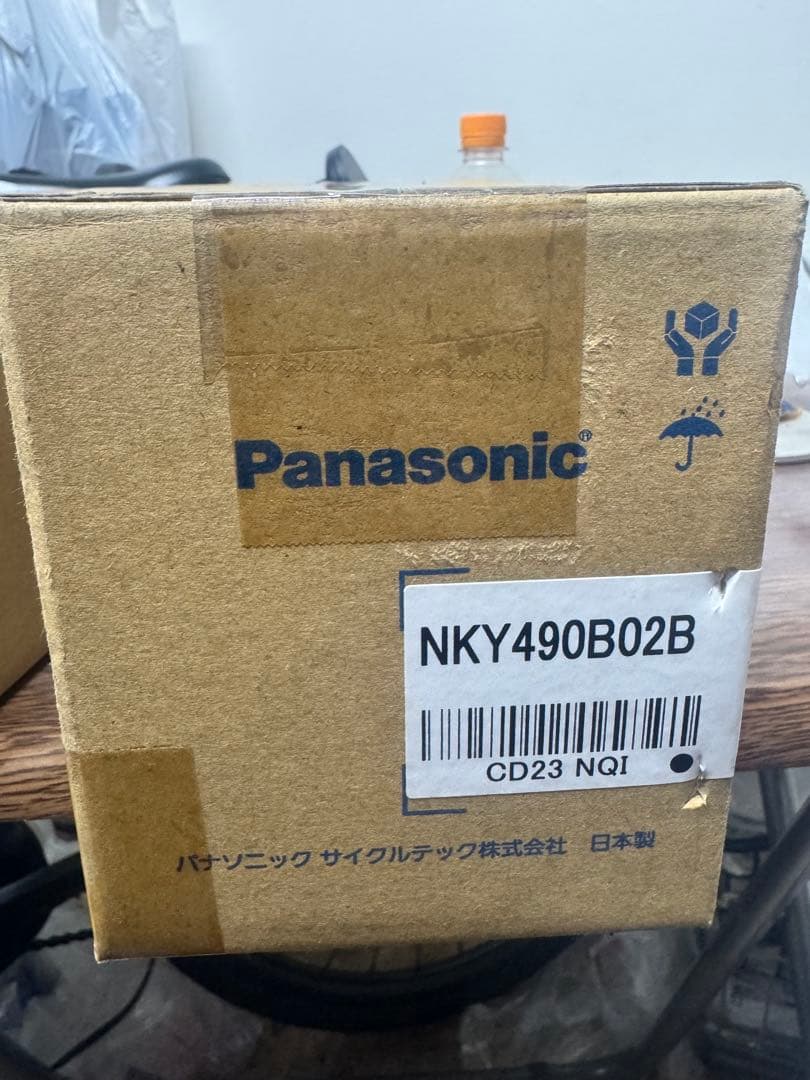 Panasonic®
NKY490B02B
CD23 NQI
パナソニック サイクルテック株式会社 日本製